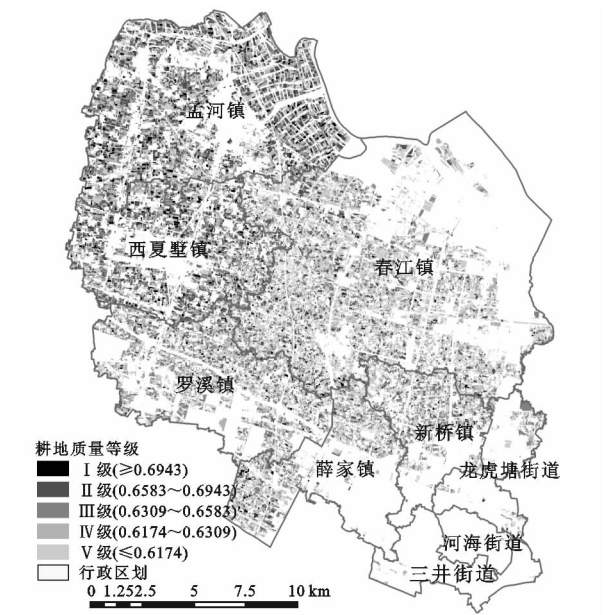 孟河镇
西夏墅镇
春江镇
罗溪镇
新桥镇
薛家镇
龙虎塘街道
河海街道
三井街道
耕地质量等级
Ⅰ级(≥0.6943)
Ⅱ级(0.6583~0.6943)
Ⅲ级(0.6309~0.6583)
Ⅳ级(0.6174~0.6309)
Ⅴ级(≤0.6174)
行政区划
0 1.25 2.5 5 7.5 10 km